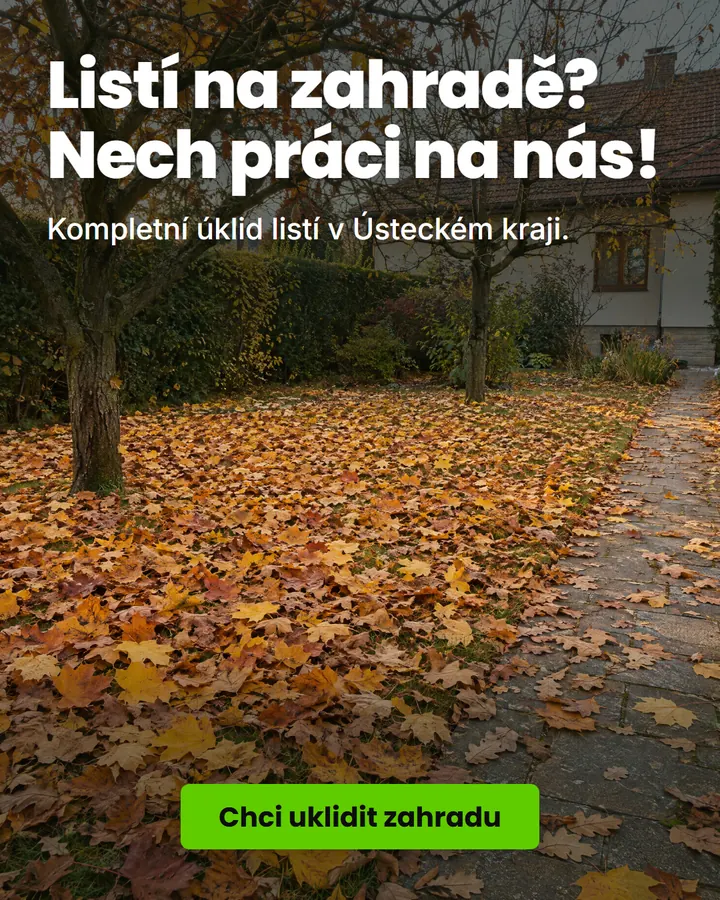 Listí na zahradě?
Nech práci na nás!
Kompletní úklid listí v Ústeckém kraji.
Chci uklidit zahradu